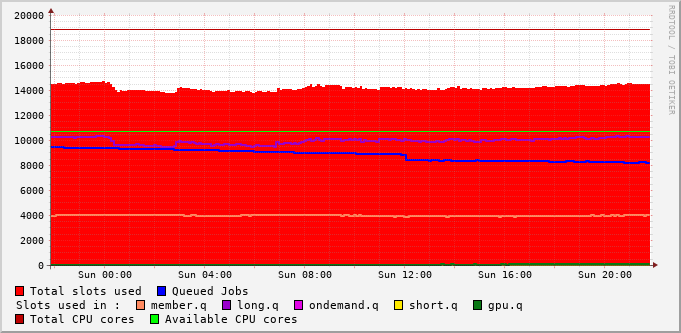 20000
18000
16000
14000
12000
10000
8000
6000
4000
2000
0
Sun 00:00 Sun 04:00 Sun 08:00 Sun 12:00 Sun 16:00 Sun 20:00
RRDTOOL / TOBI OETIKER
Total slots used Queued Jobs
Slots used in : member.q long.q ondemand.q short.q gpu.q
Total CPU cores Available CPU cores